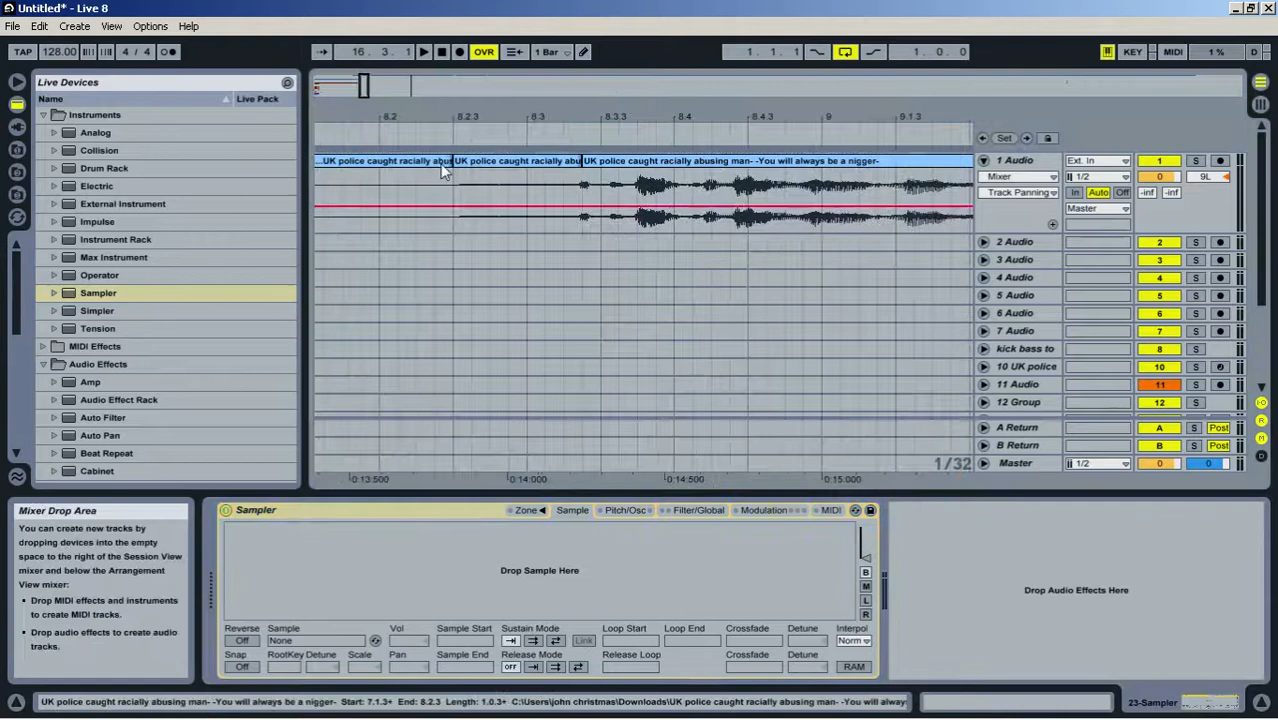 Untitled* - Live 8
File Edit Create View Options Help
TAP 128.00 4 / 4 16. 3. 1 OVR 1 Bar 1. 1. 1 1. 0. 0 KEY MIDI 1 % D
Live Devices
Name Live Pack
Instruments
Analog
Collision
Drum Rack
Electric
External Instrument
Impulse
Instrument Rack
Max Instrument
Operator
Sampler
Simpler
Tension
MIDI Effects
Audio Effects
Amp
Audio Effect Rack
Auto Filter
Auto Pan
Beat Repeat
Cabinet
8.2 8.2.3 8.3 8.3.3 8.4 8.4.3 9 9.1.3
Set
...UK police caught racially abus UK police caught racially abu UK police caught racially abusing man- -You will always be a nigger-
1 Audio Ext. In 1 S
Mixer 1/2 0 9L
Track Panning In Auto Off -inf -inf
Master
2 Audio 2 S
3 Audio 3 S
4 Audio 4 S
5 Audio 5 S
6 Audio 6 S
7 Audio 7 S
kick bass to 8 S
10 UK police 10 S
11 Audio 11 S
12 Group 12 S
A Return A S Post
B Return B S Post
1/32 Master 1/2 0 0
0:13:500 0:14:000 0:14:500 0:15:000
Mixer Drop Area
You can create new tracks by
dropping devices into the empty
space to the right of the Session View
mixer and below the Arrangement
View mixer:
Drop MIDI effects and instruments
to create MIDI tracks.
Drop audio effects to create audio
tracks.
Sampler Zone Sample Pitch/Osc Filter/Global Modulation MIDI
Drop Sample Here
B
M
L
R
Reverse Sample Vol Sample Start Sustain Mode Loop Start Loop End Crossfade Detune Interpol
Off None Link Norm
Snap RootKey Detune Scale Pan Sample End Release Mode Release Loop Crossfade Detune
Off OFF RAM
Drop Audio Effects Here
UK police caught racially abusing man- -You will always be a nigger- Start: 7.1.3+ End: 8.2.3 Length: 1.0.3+ C:\Users\john christmas\Downloads\UK police caught racially abusing man- -You will always
23-Sampler